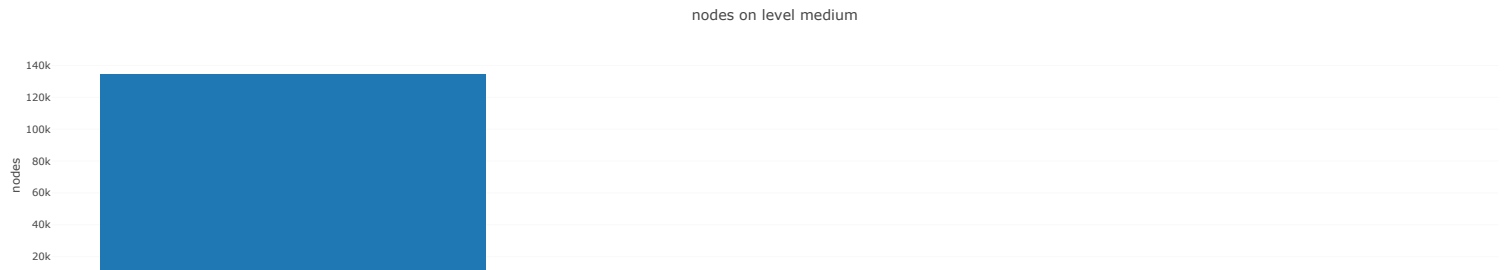 nodes on level medium
140k
120k
100k
80k
60k
40k
20k
nodes